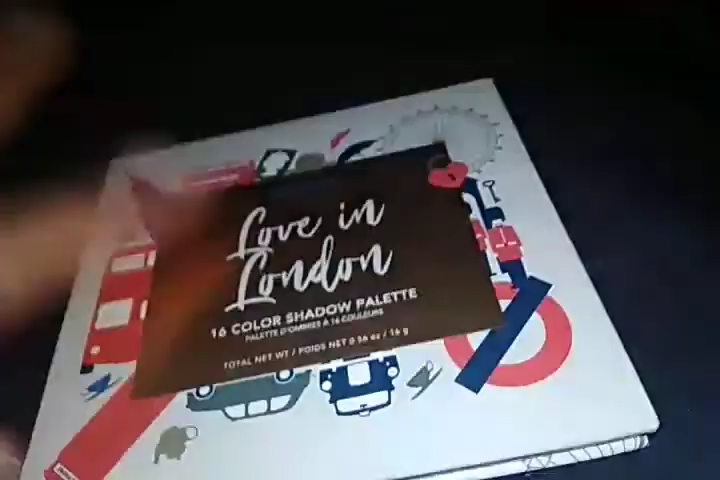 Love in
London
16 COLOR SHADOW PALETTE
PALETTE D'OMBRES À 16 COULEURS
TOTAL NET WT / POIDS NET 0.56 oz / 16 g